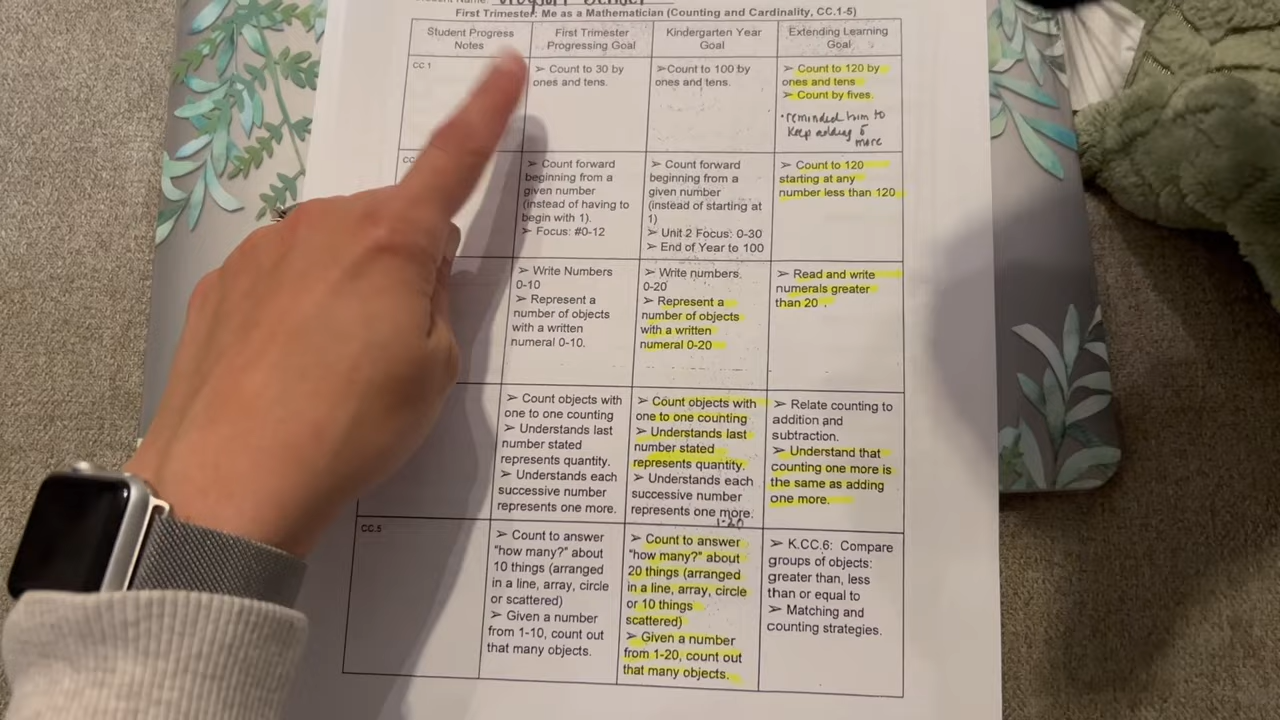 First Trimester: Me as a Mathematician (Counting and Cardinality, CC.1-5)
Student Progress
Notes
First Trimester
Progressing Goal
Kindergarten Year
Goal
Extending Learning
Goal
CC.1
➢ Count to 30 by
ones and tens.
➢Count to 100 by
ones and tens.
➢ Count to 120 by
ones and tens
➢ Count by fives.
•reminded him to
keep adding 5
more
CC
➢ Count forward
beginning from a
given number
(instead of having to
begin with 1).
➢ Focus: #0-12
➢ Count forward
beginning from a
given number
(instead of starting at
1)
➢ Unit 2 Focus: 0-30
➢ End of Year to 100
➢ Count to 120
starting at any
number less than 120
➢ Write Numbers
0-10
➢ Represent a
number of objects
with a written
numeral 0-10.
➢ Write numbers
0-20
➢ Represent a
number of objects
with a written
numeral 0-20
➢ Read and write
numerals greater
than 20 .
➢ Count objects with
one to one counting
➢ Understands last
number stated
represents quantity.
➢ Understands each
successive number
represents one more.
➢ Count objects with
one to one counting
➢ Understands last
number stated
represents quantity.
➢ Understands each
successive number
represents one more.
1-20
➢ Relate counting to
addition and
subtraction.
➢ Understand that
counting one more is
the same as adding
one more.
CC.5
➢ Count to answer
"how many?" about
10 things (arranged
in a line, array, circle
or scattered)
➢ Given a number
from 1-10, count out
that many objects.
➢ Count to answer
"how many?" about
20 things (arranged
in a line, array, circle
or 10 things
scattered)
➢ Given a number
from 1-20, count out
that many objects.
➢ K.CC.6: Compare
groups of objects:
greater than, less
than or equal to
➢ Matching and
counting strategies.